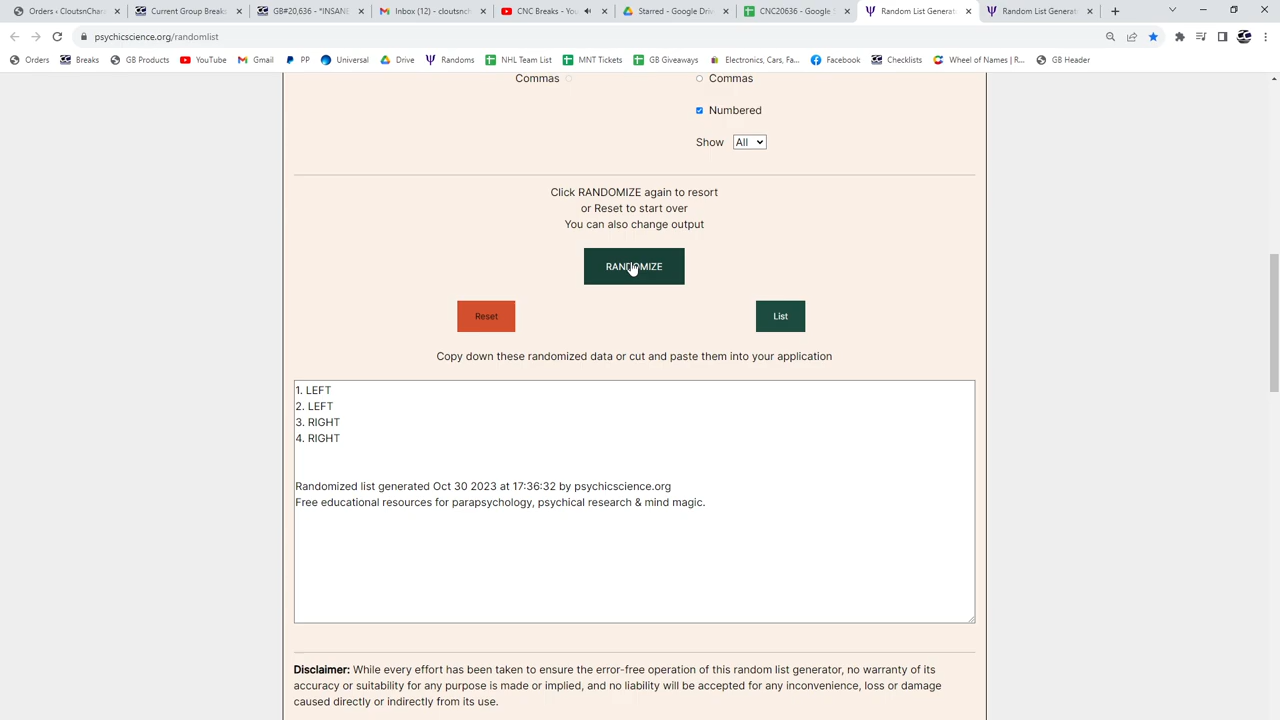 Orders ‹ CloutsnChara
Current Group Breaks
GB#20,636 - *INSANE
Inbox (12) - cloutsnch
CNC Breaks - You
Starred - Google Driv
CNC20636 - Google S
Random List Generato
Random List Generato
psychicscience.org/randomlist
Orders
Breaks
GB Products
YouTube
Gmail
PP
Universal
Drive
Randoms
NHL Team List
MNT Tickets
GB Giveaways
Electronics, Cars, Fa...
Facebook
Checklists
Wheel of Names | R...
GB Header
Commas
Commas
Numbered
Show All
Click RANDOMIZE again to resort
or Reset to start over
You can also change output
RANDOMIZE
Reset
List
Copy down these randomized data or cut and paste them into your application
1. LEFT
2. LEFT
3. RIGHT
4. RIGHT
Randomized list generated Oct 30 2023 at 17:36:32 by psychicscience.org
Free educational resources for parapsychology, psychical research & mind magic.
Disclaimer: While every effort has been taken to ensure the error-free operation of this random list generator, no warranty of its
accuracy or suitability for any purpose is made or implied, and no liability will be accepted for any inconvenience, loss or damage
caused directly or indirectly from its use.